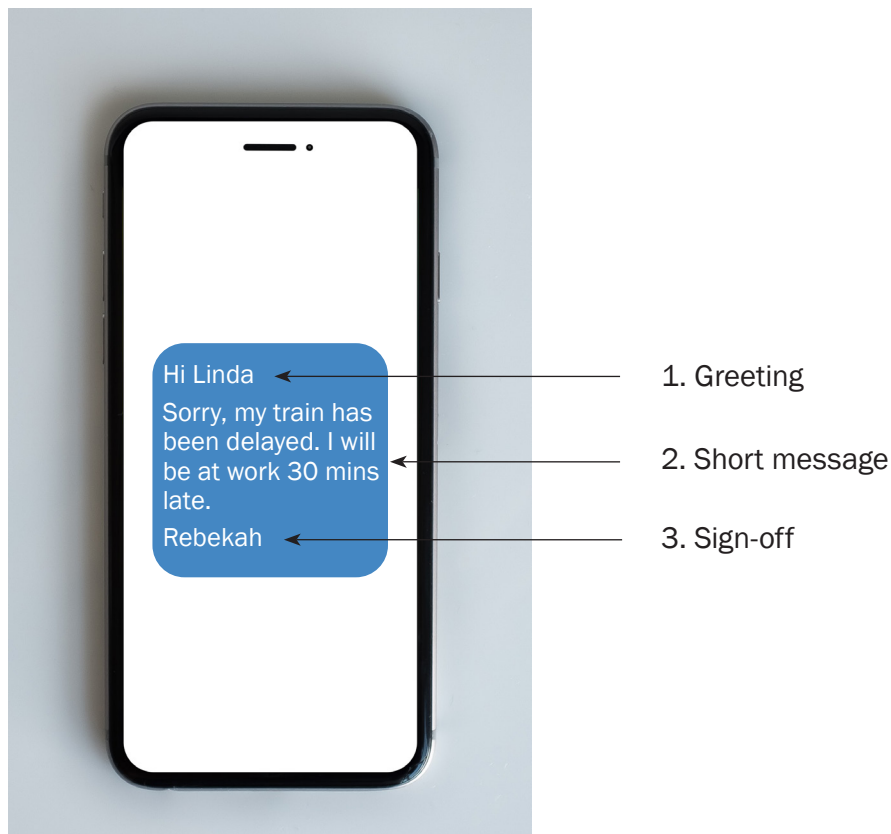 Hi Linda
Sorry, my train has
been delayed. I will
be at work 30 mins
late.
Rebekah
1. Greeting
2. Short message
3. Sign-off